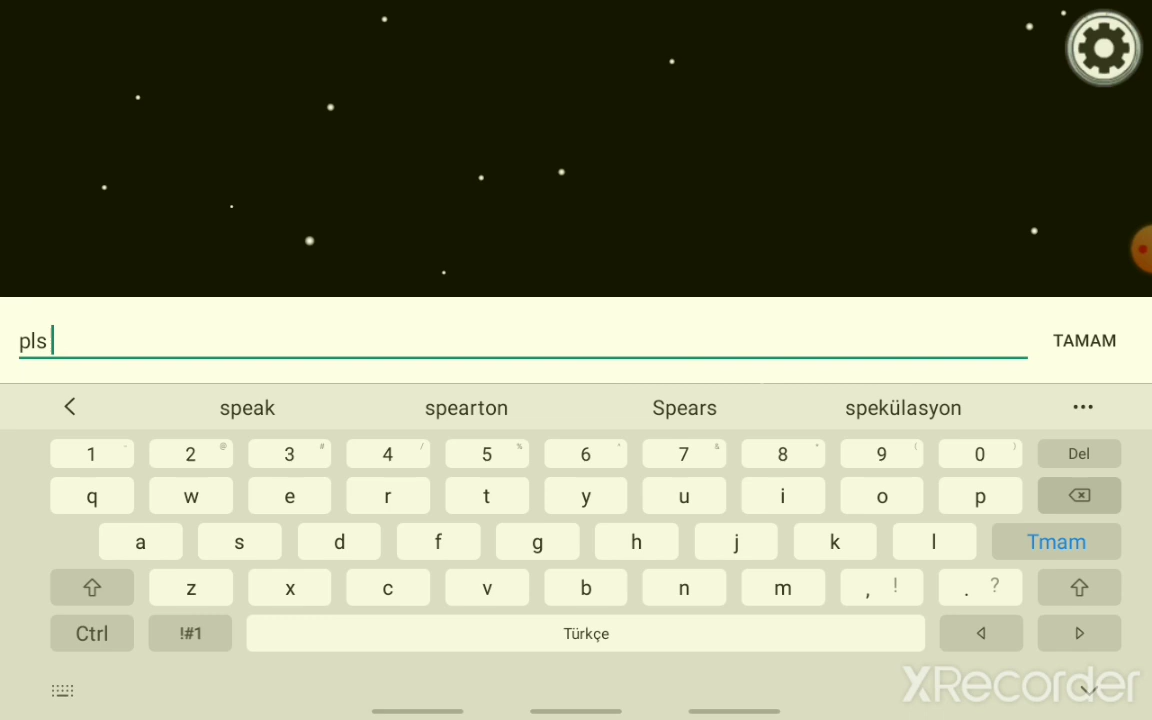 pls
TAMAM
speak spearton Spears spekülasyon ...
1 - 2 @ 3 # 4 / 5 % 6 ^ 7 & 8 * 9 ( 0 ) Del
q w e r t y u i o p
a s d f g h j k l Tmam
z x c v b n m , ! . ?
Ctrl !#1 Türkçe
XRecorder